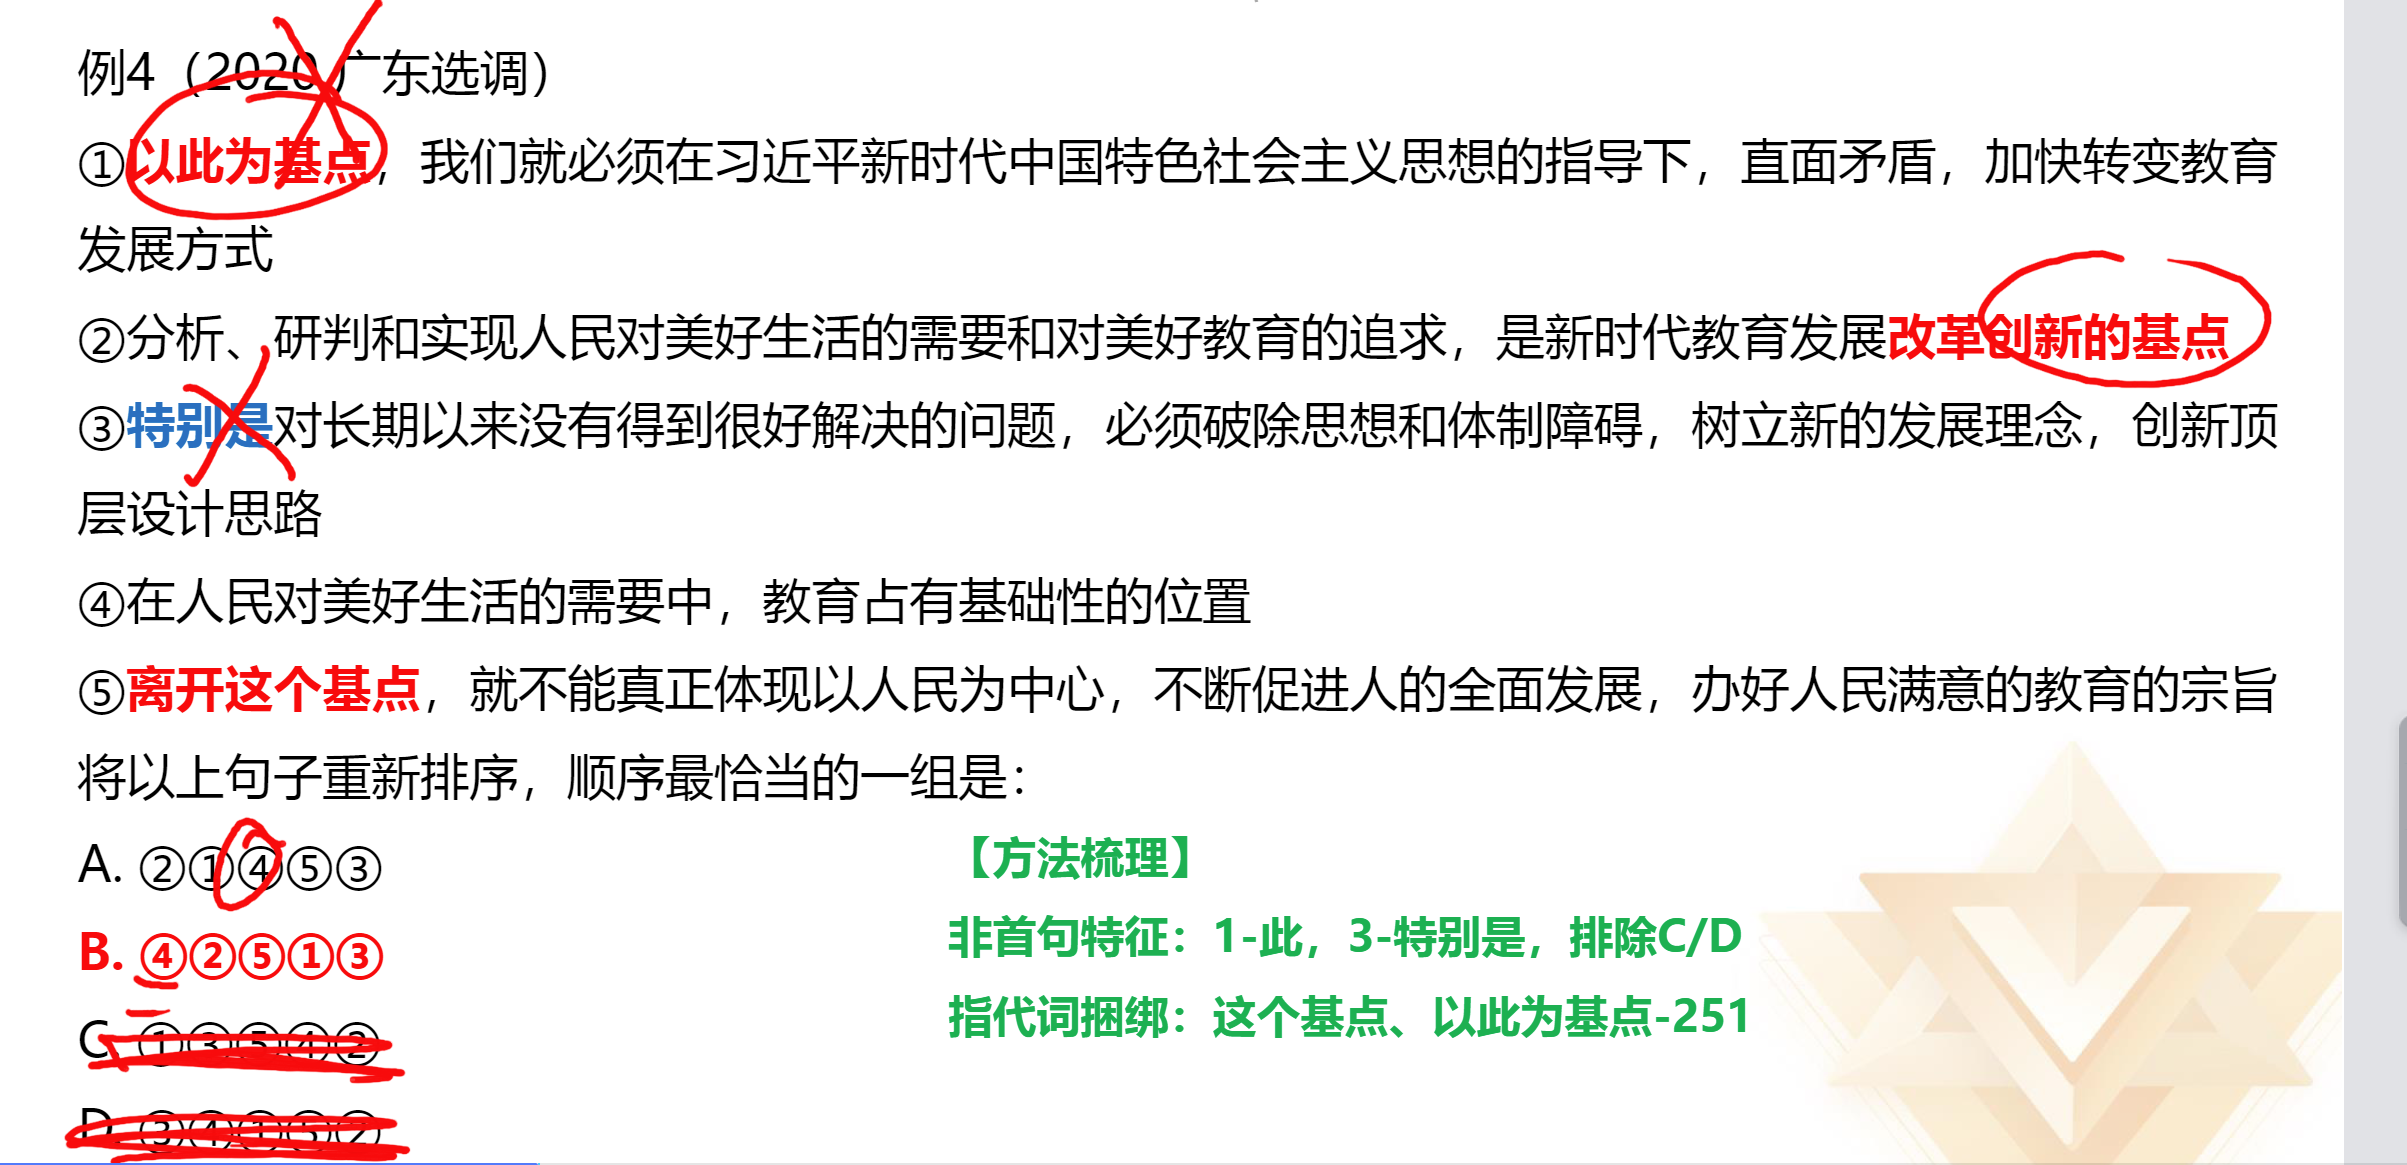 例4（2020 广东选调）
①以此为基点，我们就必须在习近平新时代中国特色社会主义思想的指导下，直面矛盾，加快转变教育
发展方式
②分析、研判和实现人民对美好生活的需要和对美好教育的追求，是新时代教育发展改革创新的基点
③特别是对长期以来没有得到很好解决的问题，必须破除思想和体制障碍，树立新的发展理念，创新顶
层设计思路
④在人民对美好生活的需要中，教育占有基础性的位置
⑤离开这个基点，就不能真正体现以人民为中心，不断促进人的全面发展，办好人民满意的教育的宗旨
将以上句子重新排序，顺序最恰当的一组是：
A. ②①④⑤③
【方法梳理】
非首句特征：1-此，3-特别是，排除C/D
B. ④②⑤①③
指代词捆绑：这个基点、以此为基点-251
C. ①③⑤④②
D. ③④①⑤②